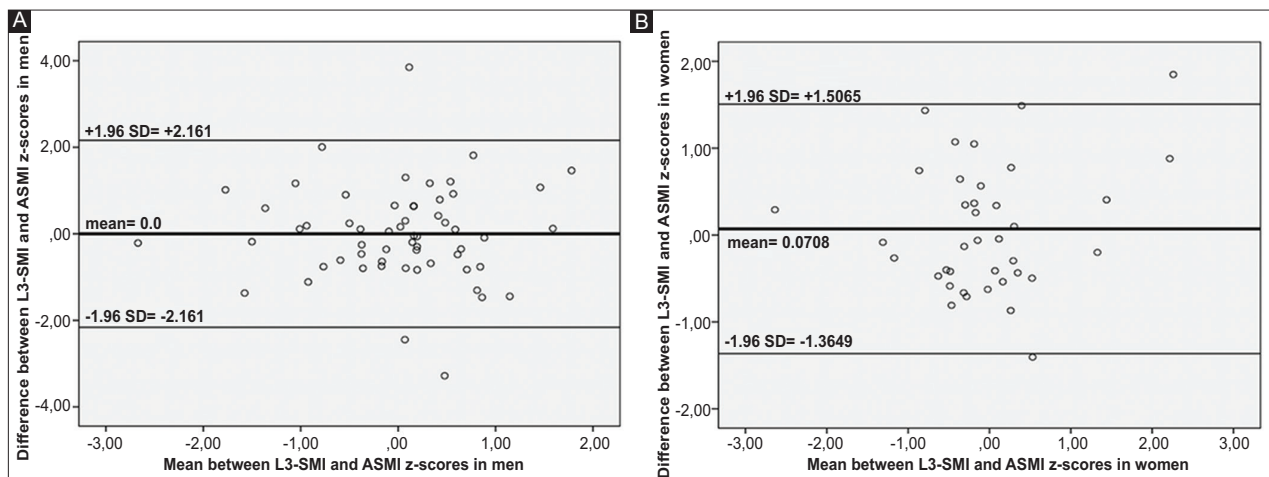 A
Difference between L3-SMI and ASMI z-scores in men
4,00
2,00
,00
-2,00
-4,00
+1.96 SD= +2.161
mean= 0.0
-1.96 SD= -2.161
-3,00 -2,00 -1,00 ,00 1,00 2,00
Mean between L3-SMI and ASMI z-scores in men
B
Difference between L3-SMI and ASMI z-scores in women
2,00
1,00
,00
-1,00
-2,00
+1.96 SD= +1.5065
mean= 0.0708
-1.96 SD= -1.3649
-3,00 -2,00 -1,00 ,00 1,00 2,00 3,00
Mean between L3-SMI and ASMI z-scores in women